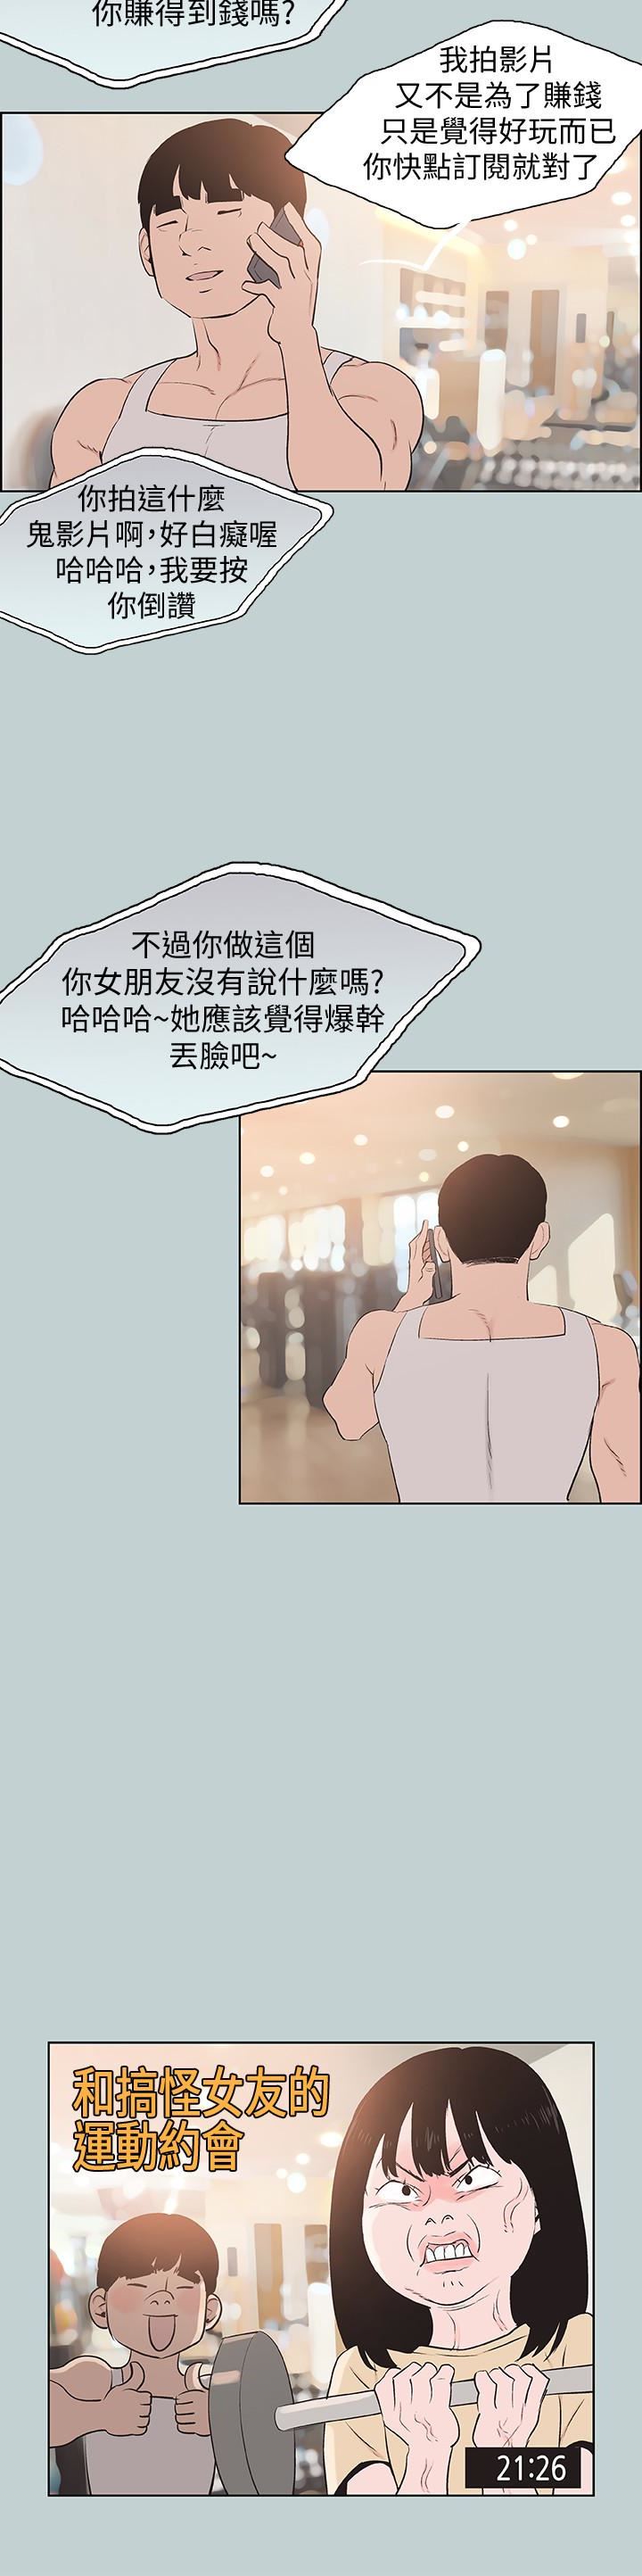 你賺得到錢嗎?
我拍影片
又不是為了賺錢
只是覺得好玩而已
你快點訂閱就對了
你拍這什麼
鬼影片啊,好白癡喔
哈哈哈,我要按
你倒讚
不過你做這個
你女朋友沒有說什麼嗎?
哈哈哈~她應該覺得爆幹
丟臉吧~
和搞怪女友的
運動約會
21:26